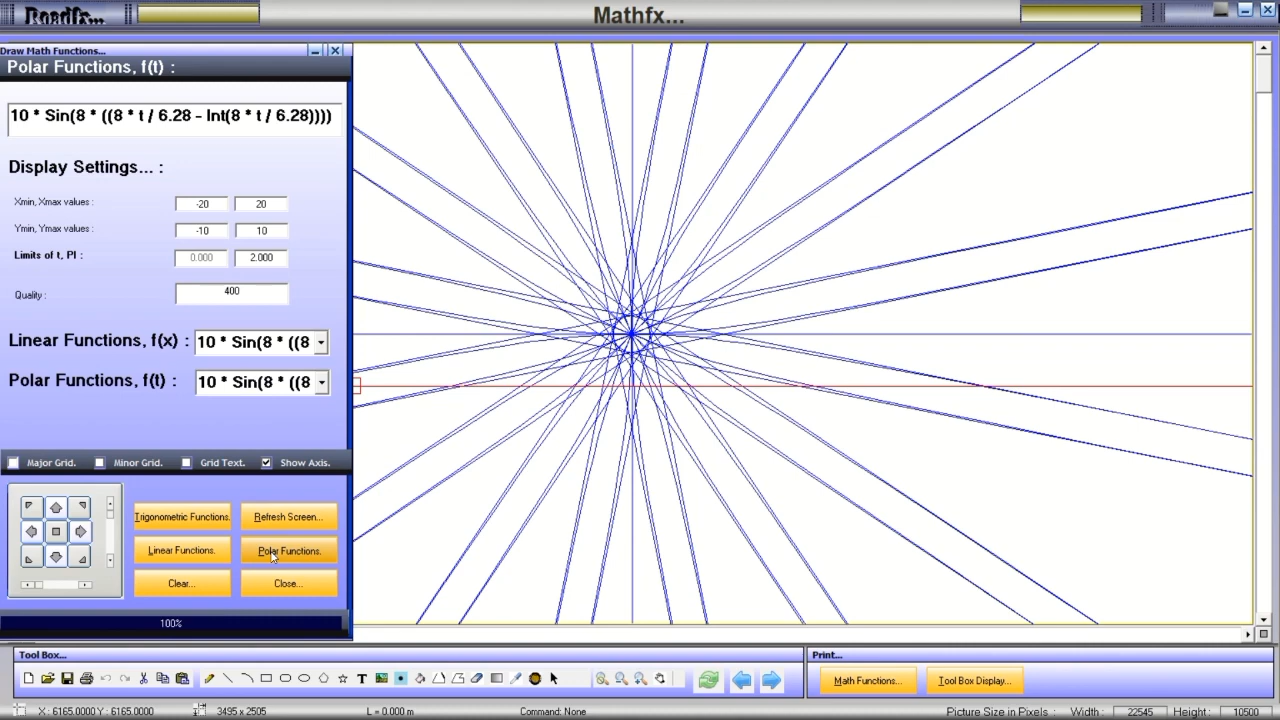 Roadfx...
Mathfx...
Draw Math Functions...
Polar Functions, f(t) :
10 * Sin(8 * ((8 * t / 6.28 - Int(8 * t / 6.28))))
Display Settings... :
Xmin, Xmax values : -20 20
Ymin, Ymax values : -10 10
Limits of t, PI : 0.000 2.000
Quality : 400
Linear Functions, f(x) : 10 * Sin(8 * ((8
Polar Functions, f(t) : 10 * Sin(8 * ((8
Major Grid. Minor Grid. Grid Text. Show Axis.
Trigonometric Functions. Refresh Screen...
Linear Functions. Polar Functions.
Clear... Close...
100%
Tool Box... Print...
T Math Functions... Tool Box Display...
X : 6165.0000 Y : 6165.0000 3495 x 2505 L = 0.000 m Command: None Picture Size in Pixels : Width : 22545 Height : 10500